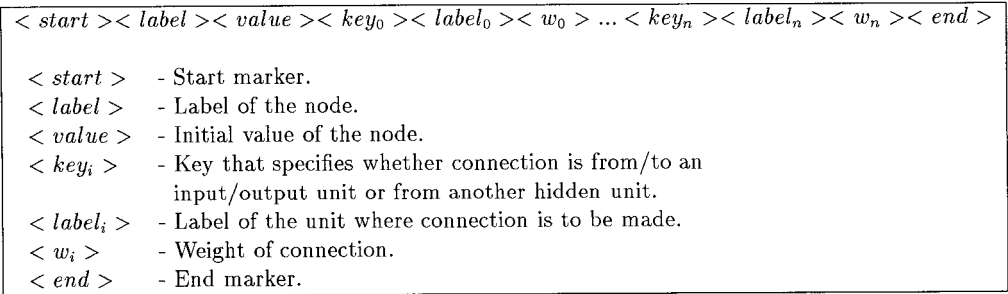 < start >< label >< value >< key₀ >< label₀ >< w₀ > ... < keyₙ >< labelₙ >< wₙ >< end >
< start > - Start marker.
< label > - Label of the node.
< value > - Initial value of the node.
< keyᵢ > - Key that specifies whether connection is from/to an
input/output unit or from another hidden unit.
< labelᵢ > - Label of the unit where connection is to be made.
< wᵢ > - Weight of connection.
< end > - End marker.